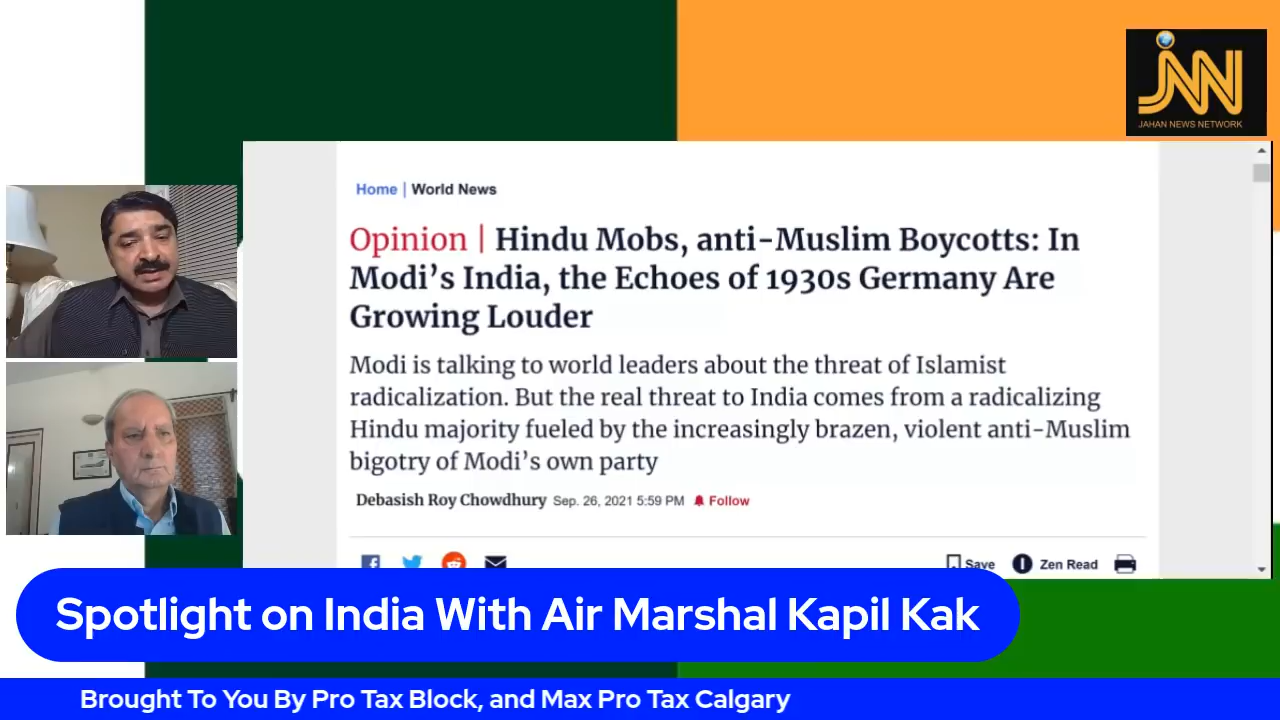 JNN
JAHAN NEWS NETWORK
Home | World News
Opinion | Hindu Mobs, anti-Muslim Boycotts: In
Modi’s India, the Echoes of 1930s Germany Are
Growing Louder
Modi is talking to world leaders about the threat of Islamist
radicalization. But the real threat to India comes from a radicalizing
Hindu majority fueled by the increasingly brazen, violent anti-Muslim
bigotry of Modi’s own party
Debasish Roy Chowdhury Sep. 26, 2021 5:59 PM Follow
Save Zen Read
Spotlight on India With Air Marshal Kapil Kak
Brought To You By Pro Tax Block, and Max Pro Tax Calgary